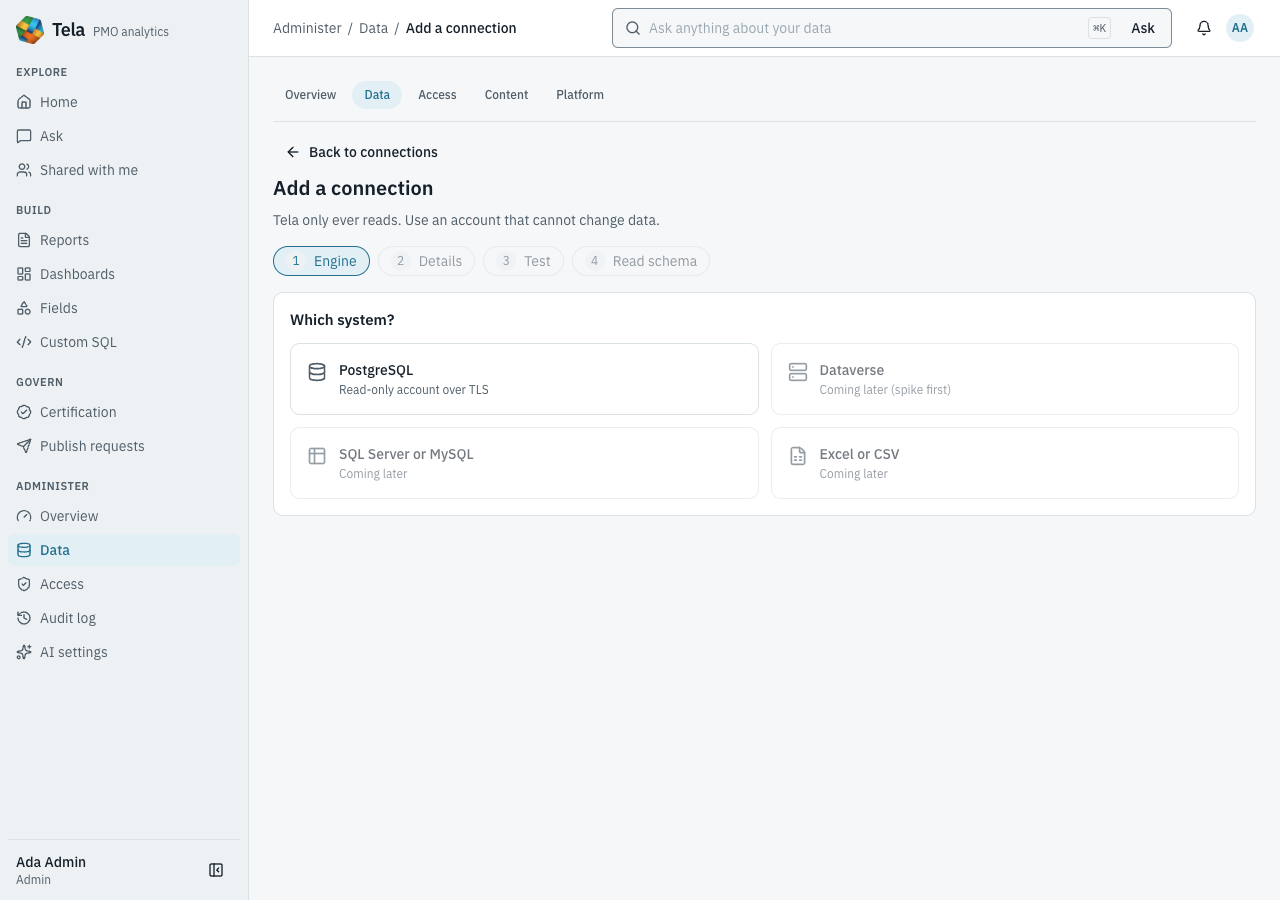 Tela PMO analytics
EXPLORE
Home
Ask
Shared with me
BUILD
Reports
Dashboards
Fields
Custom SQL
GOVERN
Certification
Publish requests
ADMINISTER
Overview
Data
Access
Audit log
AI settings
Ada Admin
Admin
Administer / Data / Add a connection
Ask anything about your data ⌘K Ask
AA
Overview Data Access Content Platform
Back to connections
Add a connection
Tela only ever reads. Use an account that cannot change data.
1 Engine 2 Details 3 Test 4 Read schema
Which system?
PostgreSQL
Read-only account over TLS
Dataverse
Coming later (spike first)
SQL Server or MySQL
Coming later
Excel or CSV
Coming later